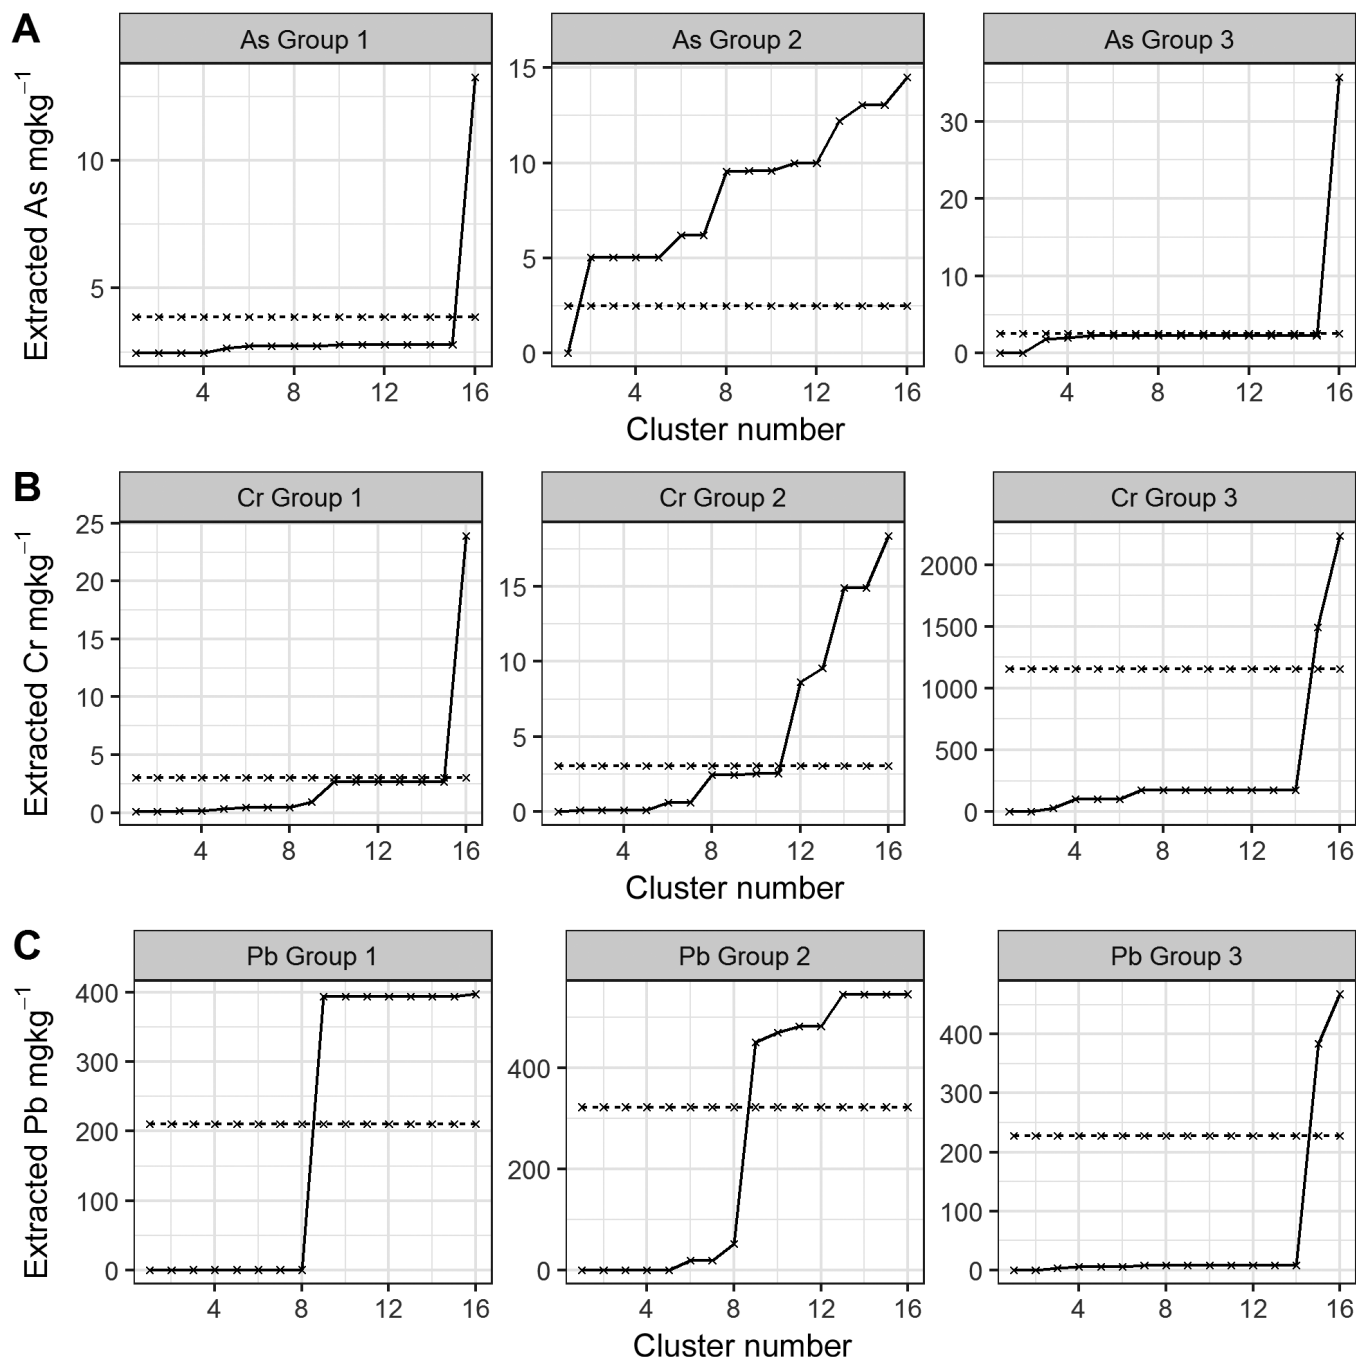 A
As Group 1
As Group 2
As Group 3
Extracted As mgkg⁻¹
10
5
15
10
5
0
30
20
10
0
4 8 12 16
4 8 12 16
4 8 12 16
Cluster number
B
Cr Group 1
Cr Group 2
Cr Group 3
Extracted Cr mgkg⁻¹
25
20
15
10
5
0
15
10
5
0
2000
1500
1000
500
0
4 8 12 16
4 8 12 16
4 8 12 16
Cluster number
C
Pb Group 1
Pb Group 2
Pb Group 3
Extracted Pb mgkg⁻¹
400
300
200
100
0
400
200
0
400
300
200
100
0
4 8 12 16
4 8 12 16
4 8 12 16
Cluster number